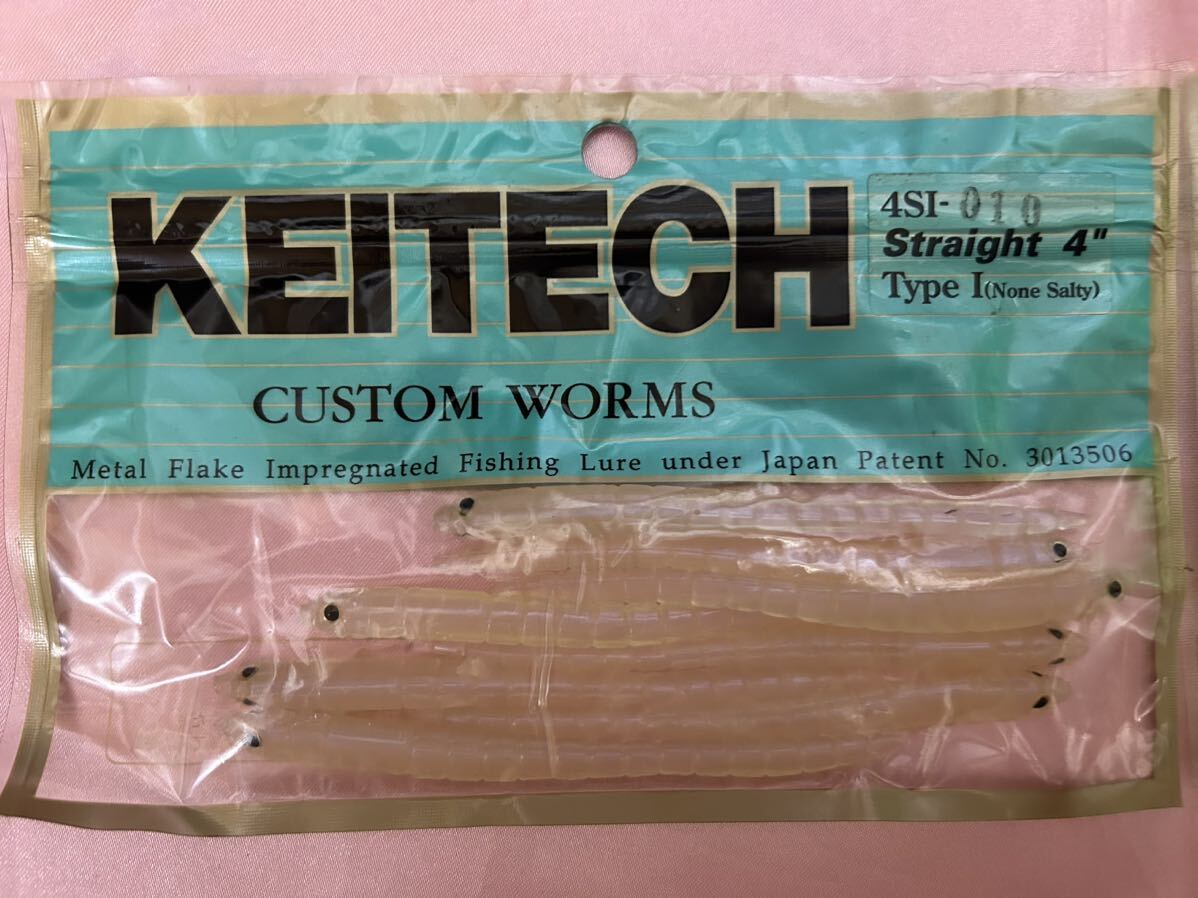 KEITECH
4SI-010
Straight 4"
Type I(None Salty)
CUSTOM WORMS
Metal Flake Impregnated Fishing Lure under Japan Patent No. 3013506